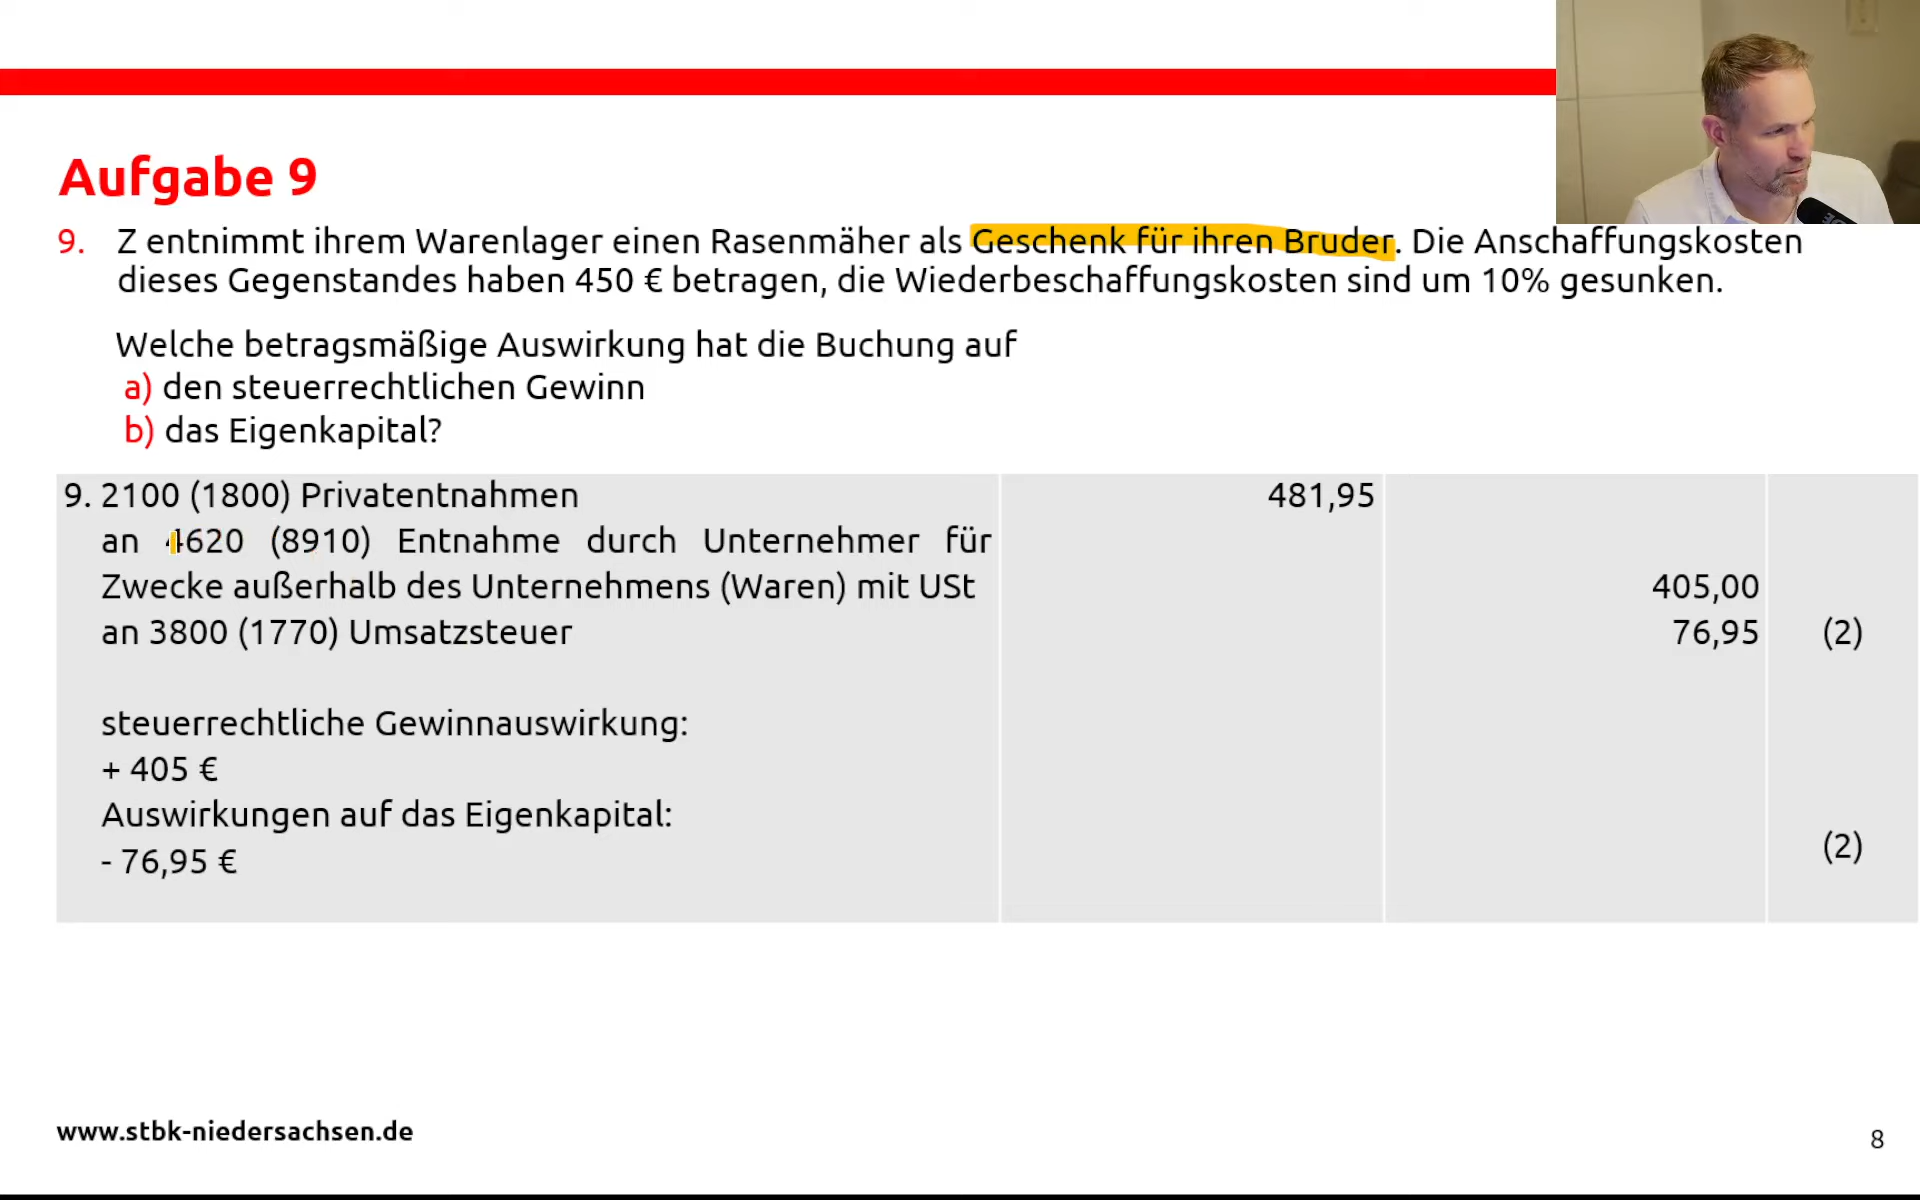 Aufgabe 9
9. Z entnimmt ihrem Warenlager einen Rasenmäher als Geschenk für ihren Bruder. Die Anschaffungskosten
dieses Gegenstandes haben 450 € betragen, die Wiederbeschaffungskosten sind um 10% gesunken.
Welche betragsmäßige Auswirkung hat die Buchung auf
a) den steuerrechtlichen Gewinn
b) das Eigenkapital?
9. 2100 (1800) Privatentnahmen 481,95
an 4620 (8910) Entnahme durch Unternehmer für
Zwecke außerhalb des Unternehmens (Waren) mit USt 405,00
an 3800 (1770) Umsatzsteuer 76,95 (2)
steuerrechtliche Gewinnauswirkung:
+ 405 €
Auswirkungen auf das Eigenkapital:
- 76,95 € (2)
www.stbk-niedersachsen.de
8